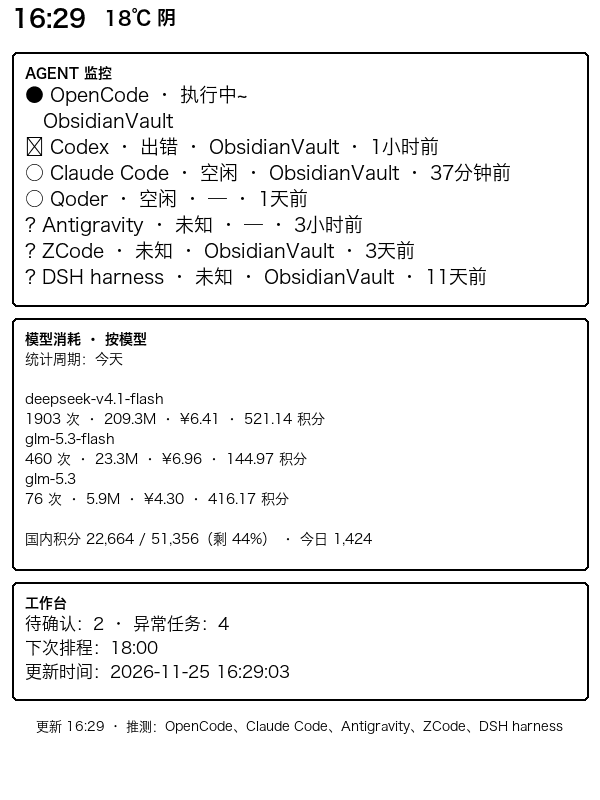 16:29 18℃ 阴
AGENT 监控
● OpenCode · 执行中~
ObsidianVault
☒ Codex · 出错 · ObsidianVault · 1小时前
○ Claude Code · 空闲 · ObsidianVault · 37分钟前
○ Qoder · 空闲 · — · 1天前
? Antigravity · 未知 · — · 3小时前
? ZCode · 未知 · ObsidianVault · 3天前
? DSH harness · 未知 · ObsidianVault · 11天前
模型消耗 · 按模型
统计周期：今天
deepseek-v4.1-flash
1903 次 · 209.3M · ¥6.41 · 521.14 积分
glm-5.3-flash
460 次 · 23.3M · ¥6.96 · 144.97 积分
glm-5.3
76 次 · 5.9M · ¥4.30 · 416.17 积分
国内积分 22,664 / 51,356（剩 44%） · 今日 1,424
工作台
待确认：2 · 异常任务：4
下次排程：18:00
更新时间：2026-11-25 16:29:03
更新 16:29 · 推测：OpenCode、Claude Code、Antigravity、ZCode、DSH harness